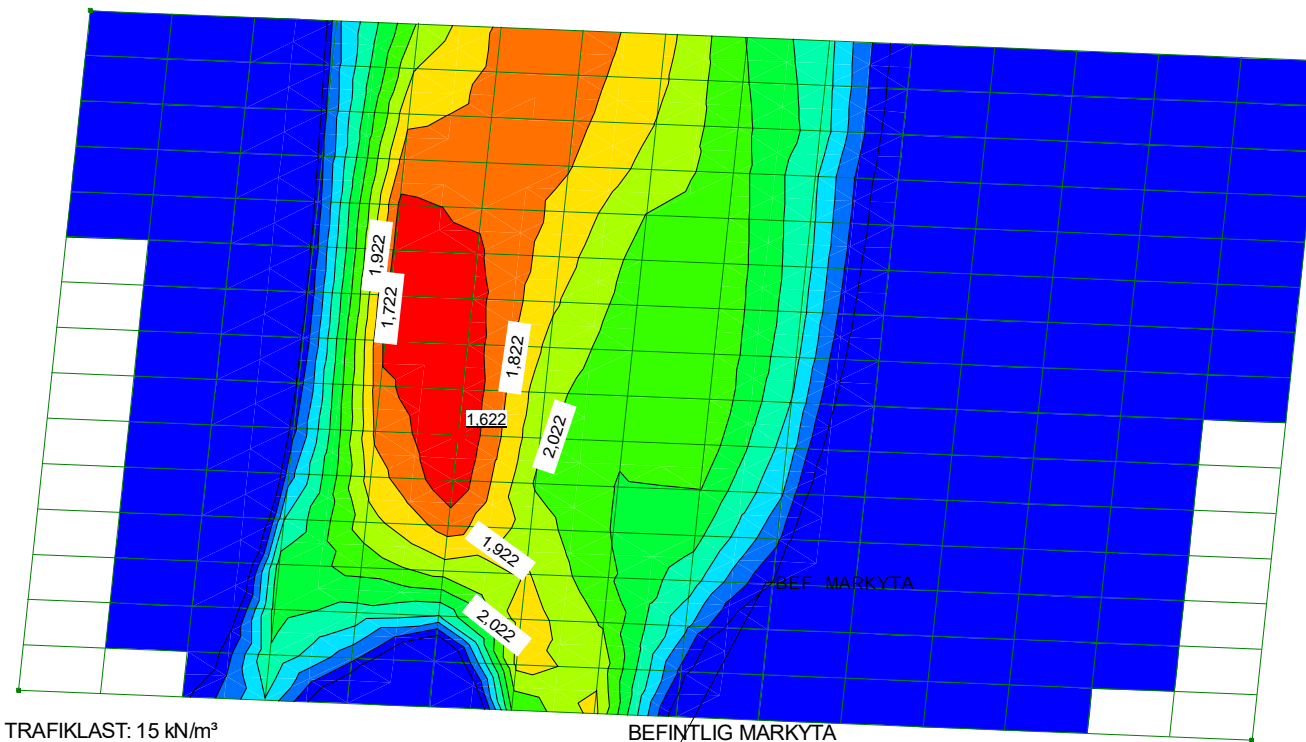 1,922
1,722
1,822
1,622
2,022
1,922
BEF MARKYTA
2,022
TRAFIKLAST: 15 kN/m³
BEFINTLIG MARKYTA